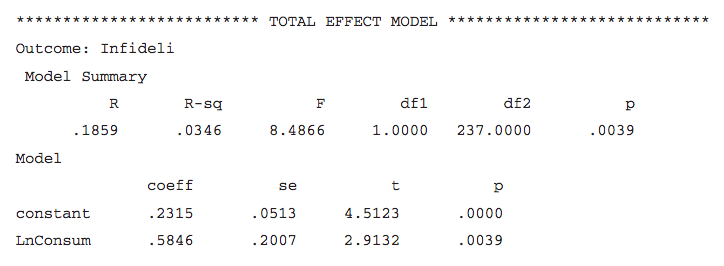 ************************** TOTAL EFFECT MODEL ****************************
Outcome: Infideli
Model Summary
R R-sq F df1 df2 p
.1859 .0346 8.4866 1.0000 237.0000 .0039
Model
coeff se t p
constant .2315 .0513 4.5123 .0000
LnConsum .5846 .2007 2.9132 .0039